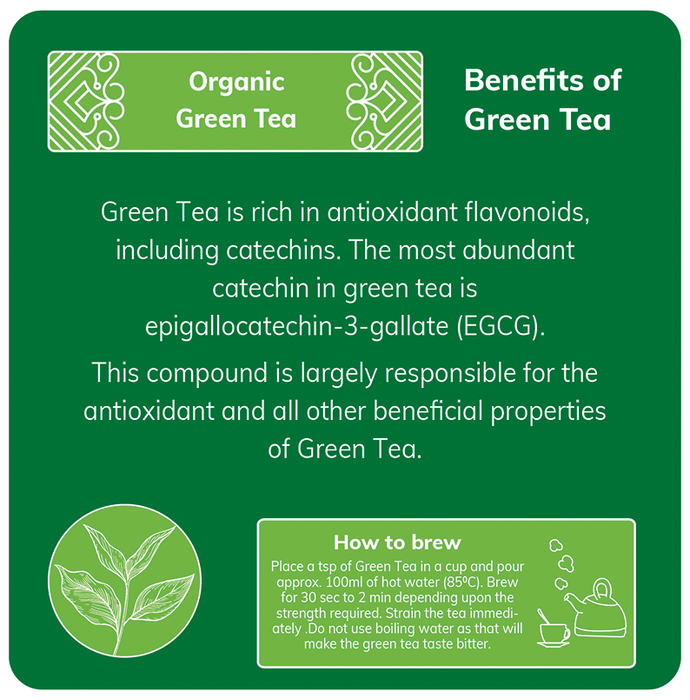 Organic
Green Tea
Benefits of
Green Tea
Green Tea is rich in antioxidant flavonoids,
including catechins. The most abundant
catechin in green tea is
epigallocatechin-3-gallate (EGCG).
This compound is largely responsible for the
antioxidant and all other beneficial properties
of Green Tea.
How to brew
Place a tsp of Green Tea in a cup and pour
approx. 100ml of hot water (85⁰C). Brew
for 30 sec to 2 min depending upon the
strength required. Strain the tea immedi-
ately .Do not use boiling water as that will
make the green tea taste bitter.